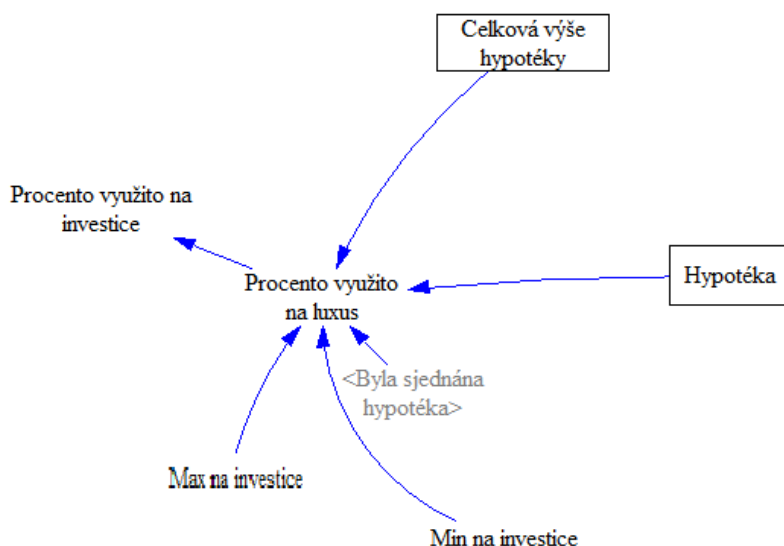 Celková výše
hypotéky
Procento využito na
investice
Procento využito
na luxus
Hypotéka
<Byla sjednána
hypotéka>
Max na investice
Min na investice